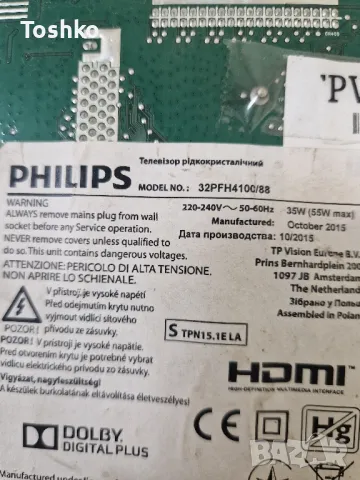 Toshko
'PV
Телевізор рідкокристалічний
PHILIPS
MODEL NO.: 32PFH4100/88
WARNING
ALWAYS remove mains plug from wall
socket before any Service operation.
NEVER remove covers unless qualified to
do so. This unit contains dangerous voltages.
ATTENZIONE: PERICOLO DI ALTA TENSIONE.
NON APRIRE LO SCHIENALE.
220-240V ~ 50-60Hz 35W (55W max)
Manufactured: October 2015
Дата производства: 10/2015
TP Vision Europe B.V.
Prins Bernhardplein 200
1097 JB Amsterdam
The Netherland
Зібрано у Пол
Assembled in Polan
V přístroji je vysoké napětí
Před odejmutím krytu nutno
vyjmout vidlici síťového
přívodu ze zásuvky.
POZOR! V prístroji je vysoké napätie.
Pred otvorením krytu je potrebné vybrať
vidlicu elektrického prívodu zo zásuvky.
Vigyázat, nagyfeszültség!
A készülek burkolatának eltávolítása életveszélyes!
S TPN15.1E LA
HDMI
HIGH-DEFINITION MULTIMEDIA INTERFACE
DOLBY
DIGITAL PLUS
CE
Hg
Manufactured under
bazar